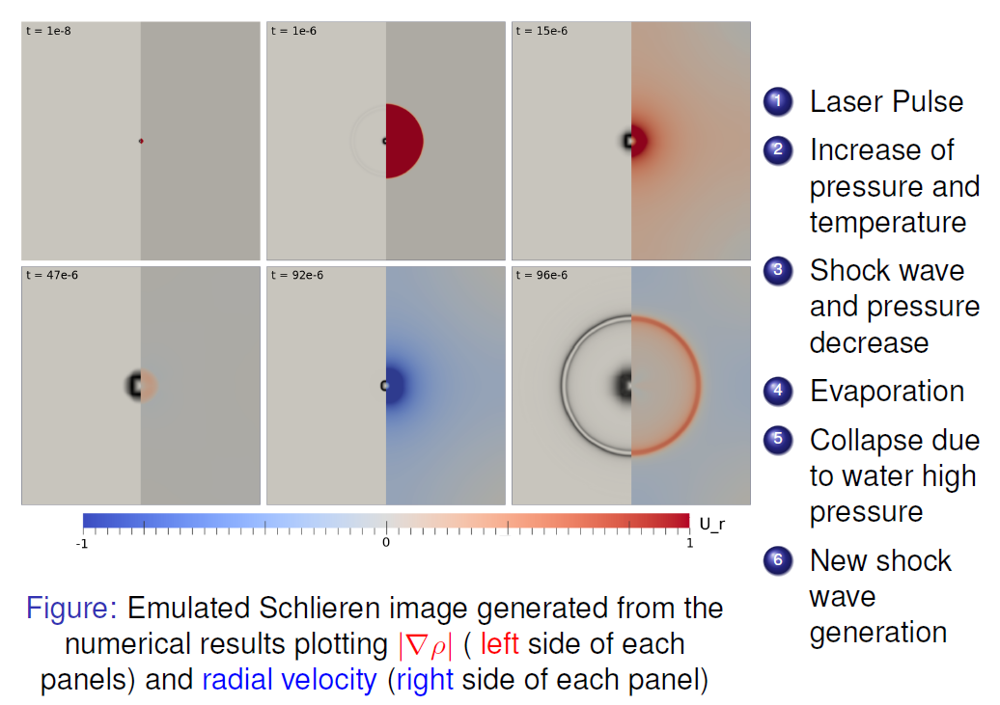 t = 1e-8
t = 1e-6
t = 15e-6
t = 47e-6
t = 92e-6
t = 96e-6
-1
0
1
U_r
Figure: Emulated Schlieren image generated from the
numerical results plotting |∇ρ| ( left side of each
panels) and radial velocity (right side of each panel)
1 Laser Pulse
2 Increase of
pressure and
temperature
3 Shock wave
and pressure
decrease
4 Evaporation
5 Collapse due
to water high
pressure
6 New shock
wave
generation